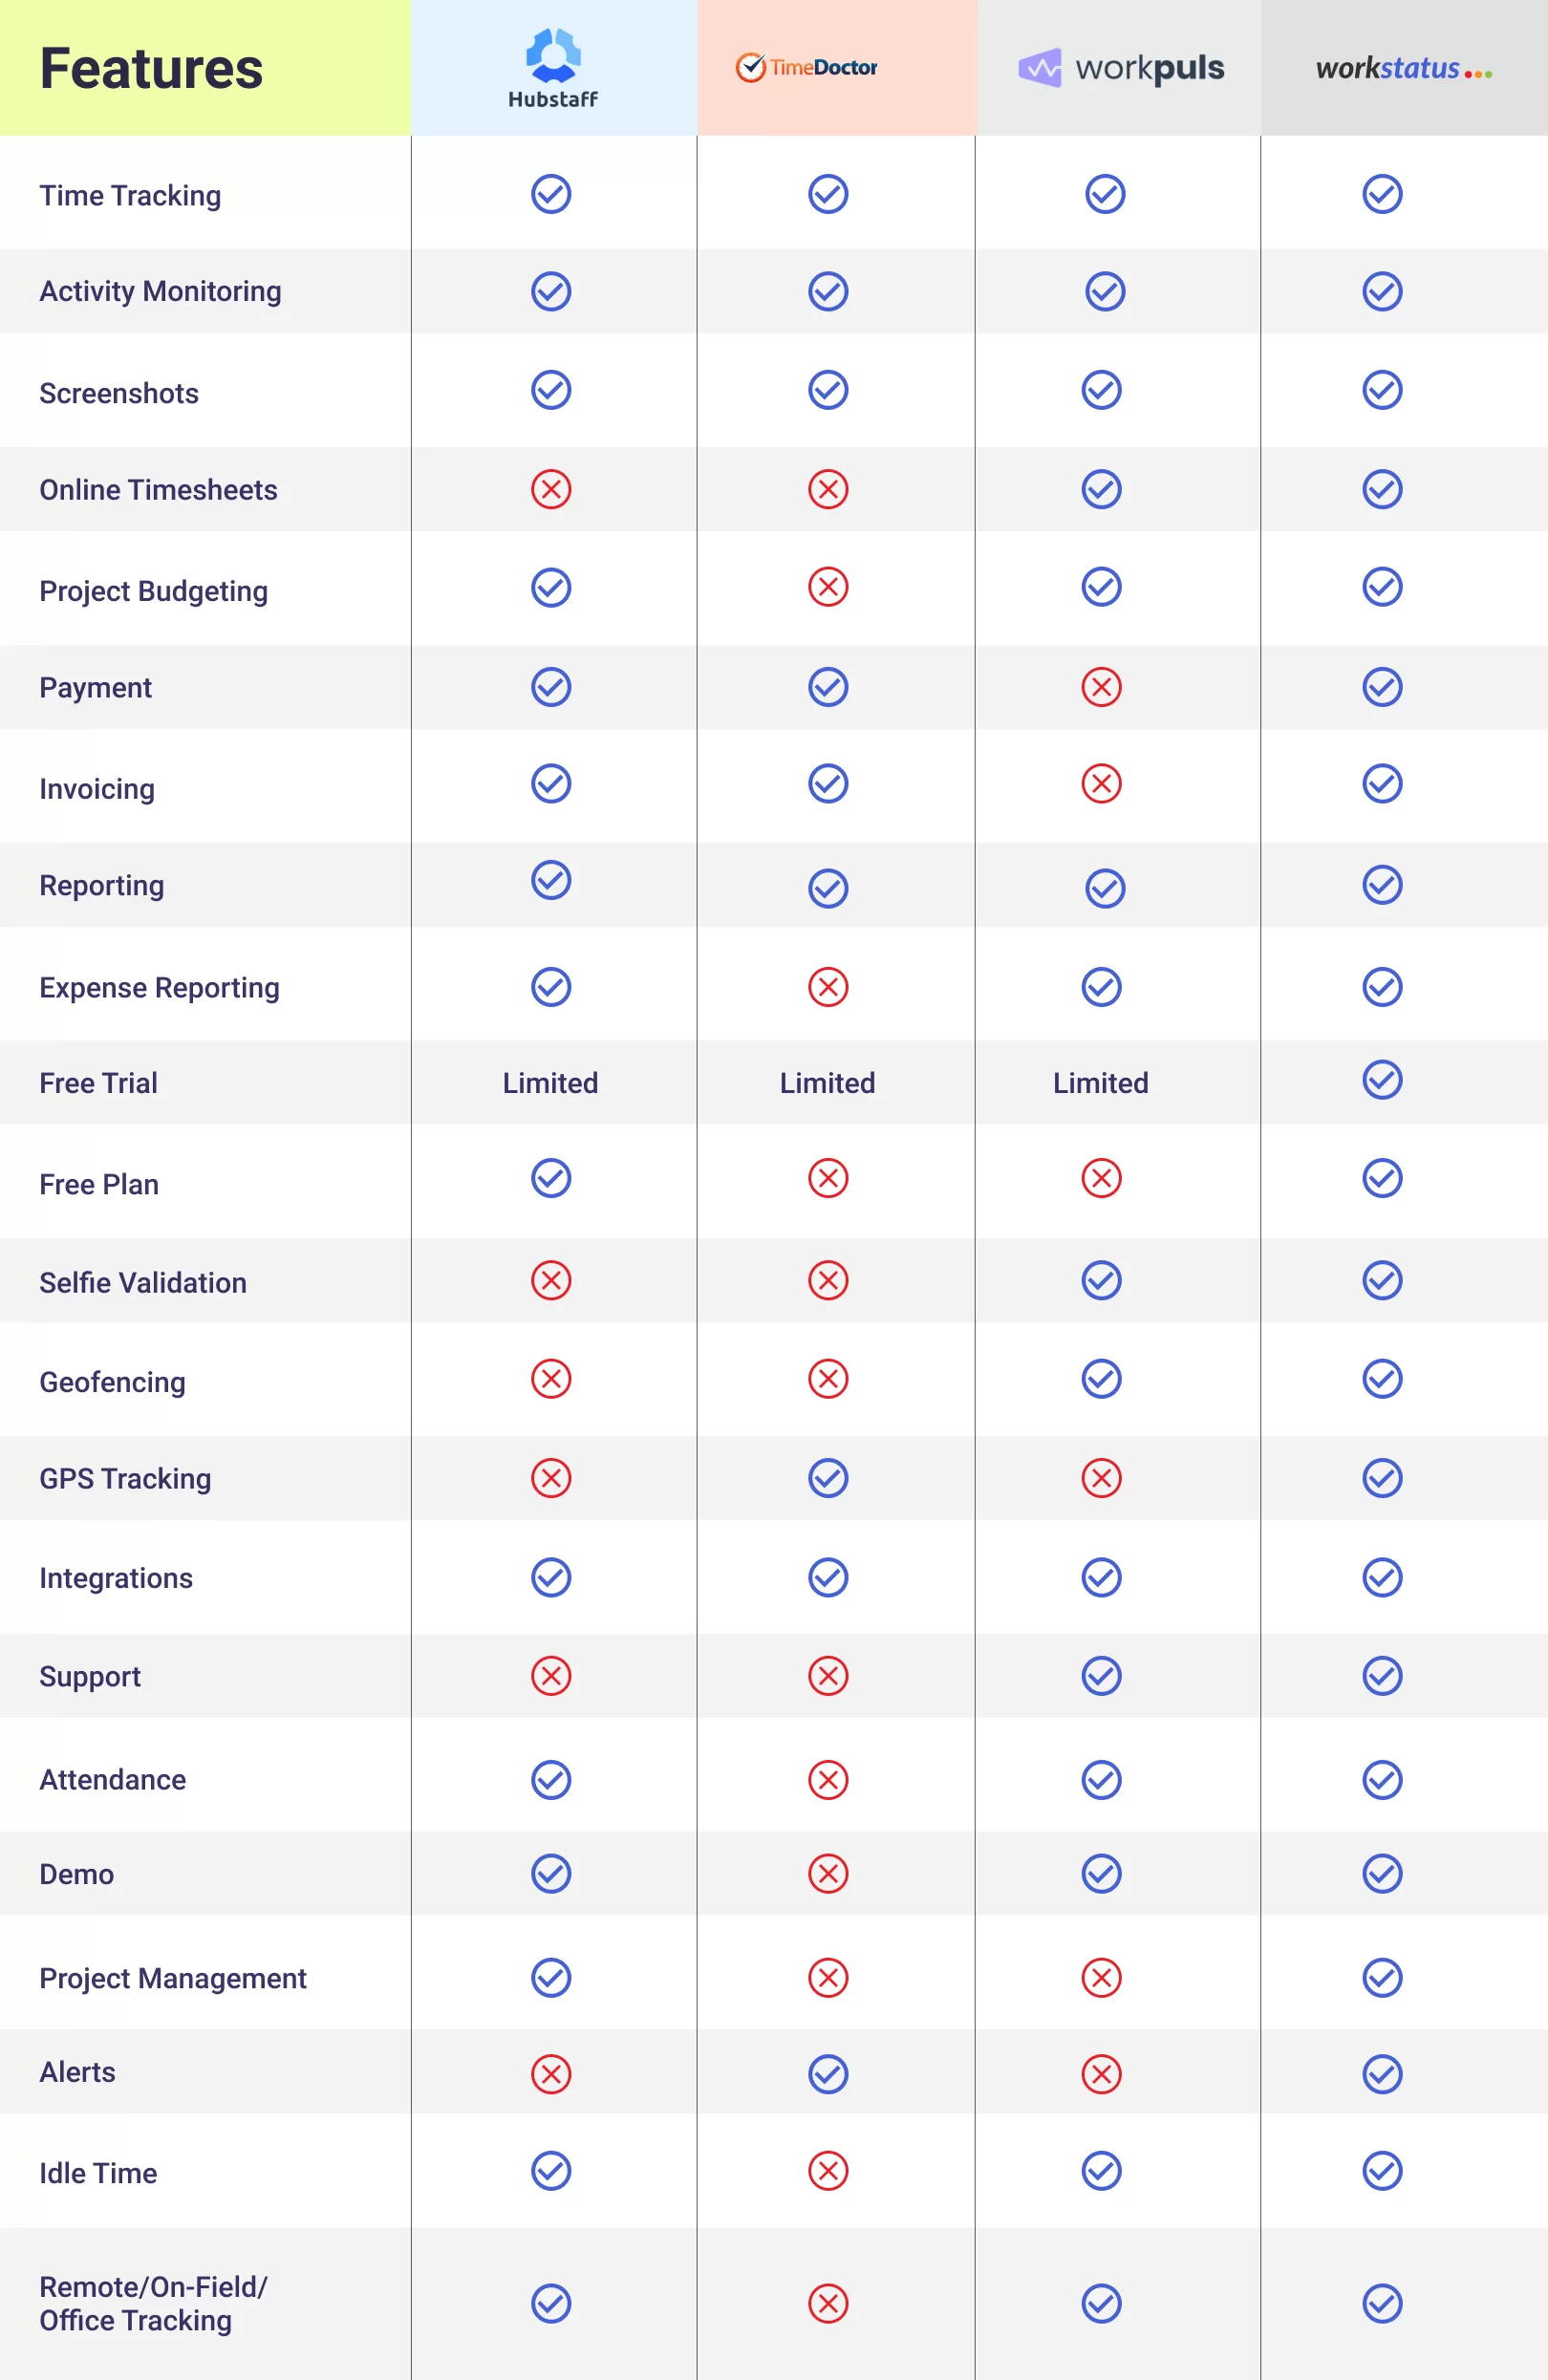 Features
Hubstaff
TimeDoctor
workpuls
workstatus
Time Tracking
Activity Monitoring
Screenshots
Online Timesheets
Project Budgeting
Payment
Invoicing
Reporting
Expense Reporting
Free Trial Limited Limited Limited
Free Plan
Selfie Validation
Geofencing
GPS Tracking
Integrations
Support
Attendance
Demo
Project Management
Alerts
Idle Time
Remote/On-Field/
Office Tracking